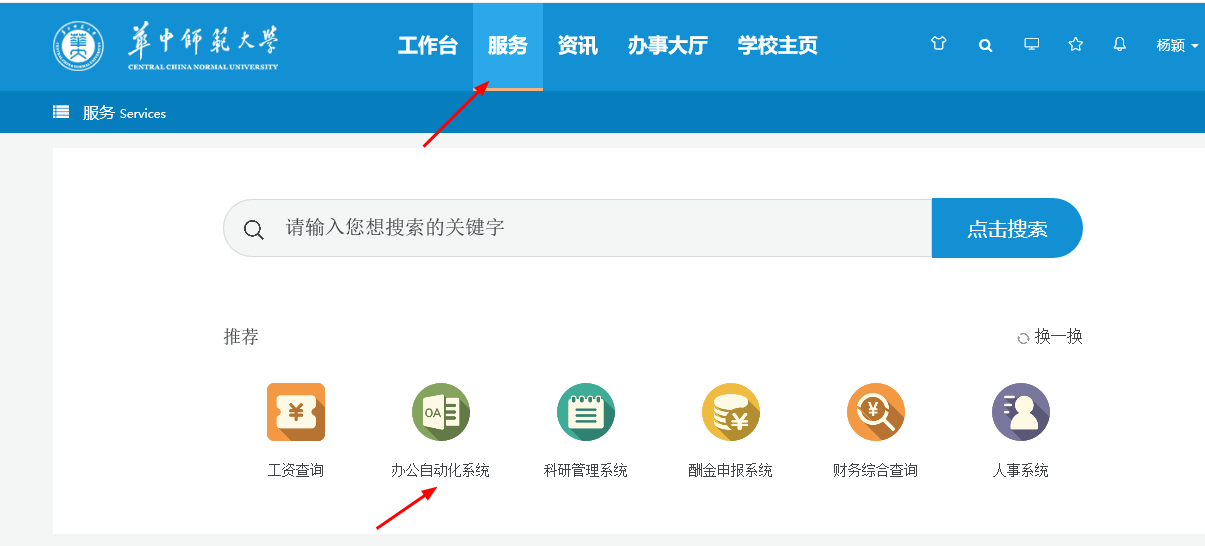 華中師範大學
CENTRAL CHINA NORMAL UNIVERSITY
工作台 服务 资讯 办事大厅 学校主页 杨颖
服务 Services
请输入您想搜索的关键字 点击搜索
推荐 换一换
OA
工资查询 办公自动化系统 科研管理系统 酬金申报系统 财务综合查询 人事系统